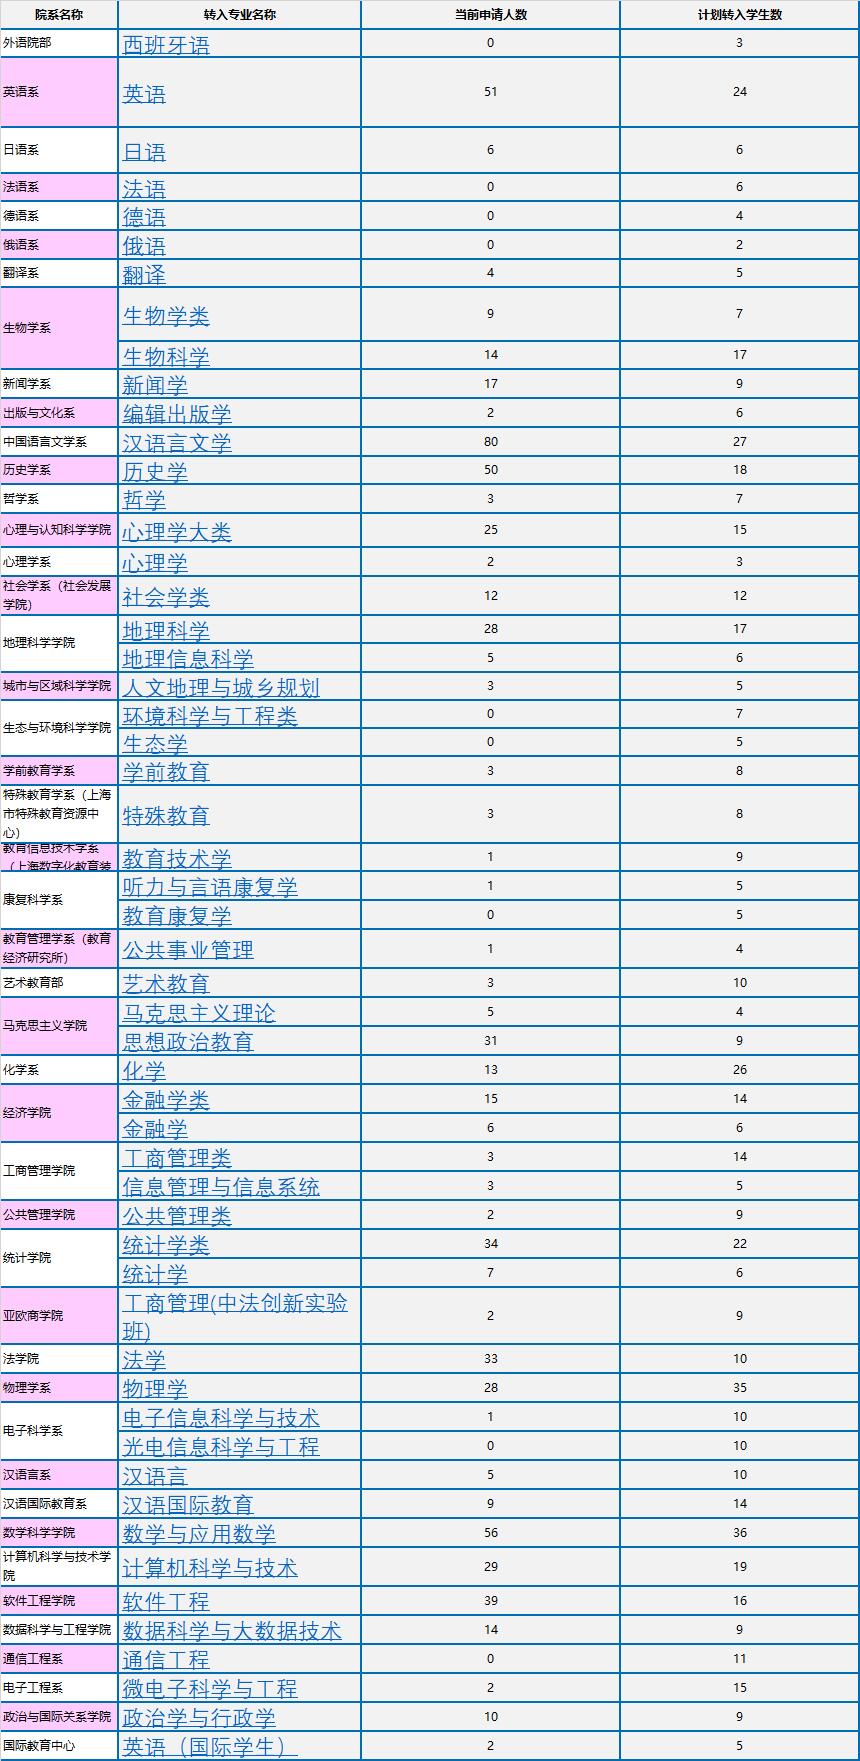 院系名称 转入专业名称 当前申请人数 计划转入学生数
外语院部 西班牙语 0 3
英语系 英语 51 24
日语系 日语 6 6
法语系 法语 0 6
德语系 德语 0 4
俄语系 俄语 0 2
翻译系 翻译 4 5
生物学系 生物学类 9 7
生物科学 14 17
新闻学系 新闻学 17 9
出版与文化系 编辑出版学 2 6
中国语言文学系 汉语言文学 80 27
历史学系 历史学 50 18
哲学系 哲学 3 7
心理与认知科学学院 心理学大类 25 15
心理学系 心理学 2 3
社会学系（社会发展
学院） 社会学类 12 12
地理科学学院 地理科学 28 17
地理信息科学 5 6
城市与区域科学学院 人文地理与城乡规划 3 5
生态与环境科学学院 环境科学与工程类 0 7
生态学 0 5
学前教育学系 学前教育 3 8
特殊教育学系（上海
市特殊教育资源中
心） 特殊教育 3 8
教育信息技术学系
（上海数字化教育装 教育技术学 1 9
康复科学系 听力与言语康复学 1 5
教育康复学 0 5
教育管理学系（教育
经济研究所） 公共事业管理 1 4
艺术教育部 艺术教育 3 10
马克思主义学院 马克思主义理论 5 4
思想政治教育 31 9
化学系 化学 13 26
经济学院 金融学类 15 14
金融学 6 6
工商管理学院 工商管理类 3 14
信息管理与信息系统 3 5
公共管理学院 公共管理类 2 9
统计学院 统计学类 34 22
统计学 7 6
亚欧商学院 工商管理(中法创新实验
班) 2 9
法学院 法学 33 10
物理学系 物理学 28 35
电子科学系 电子信息科学与技术 1 10
光电信息科学与工程 0 10
汉语言系 汉语言 5 10
汉语国际教育系 汉语国际教育 9 14
数学科学学院 数学与应用数学 56 36
计算机科学与技术学
院 计算机科学与技术 29 19
软件工程学院 软件工程 39 16
数据科学与工程学院 数据科学与大数据技术 14 9
通信工程系 通信工程 0 11
电子工程系 微电子科学与工程 2 15
政治与国际关系学院 政治学与行政学 10 9
国际教育中心 英语（国际学生） 2 5